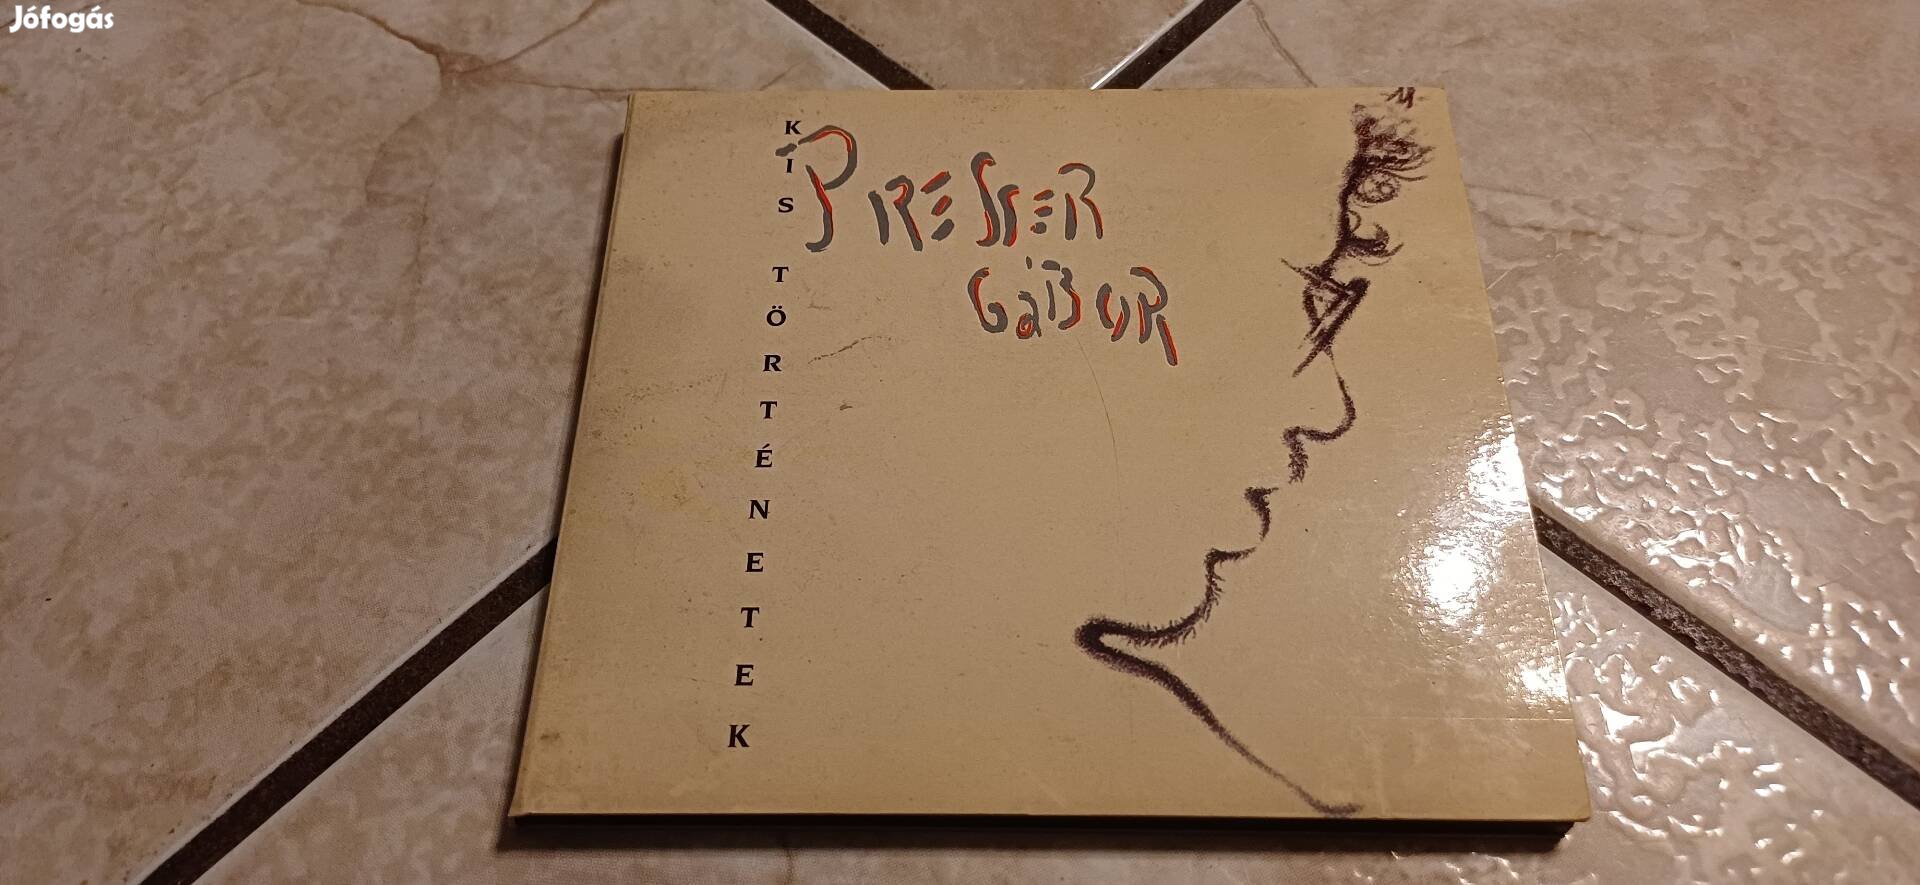 Jófogás
KIS TÖRTÉNETEK
PRESSER
GÁBOR